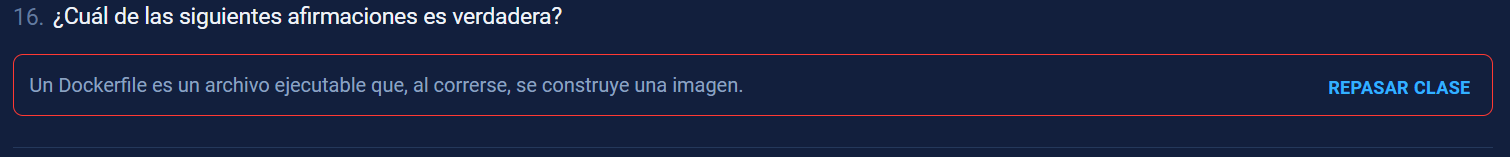 16. ¿Cuál de las siguientes afirmaciones es verdadera?
Un Dockerfile es un archivo ejecutable que, al correrse, se construye una imagen.
REPASAR CLASE